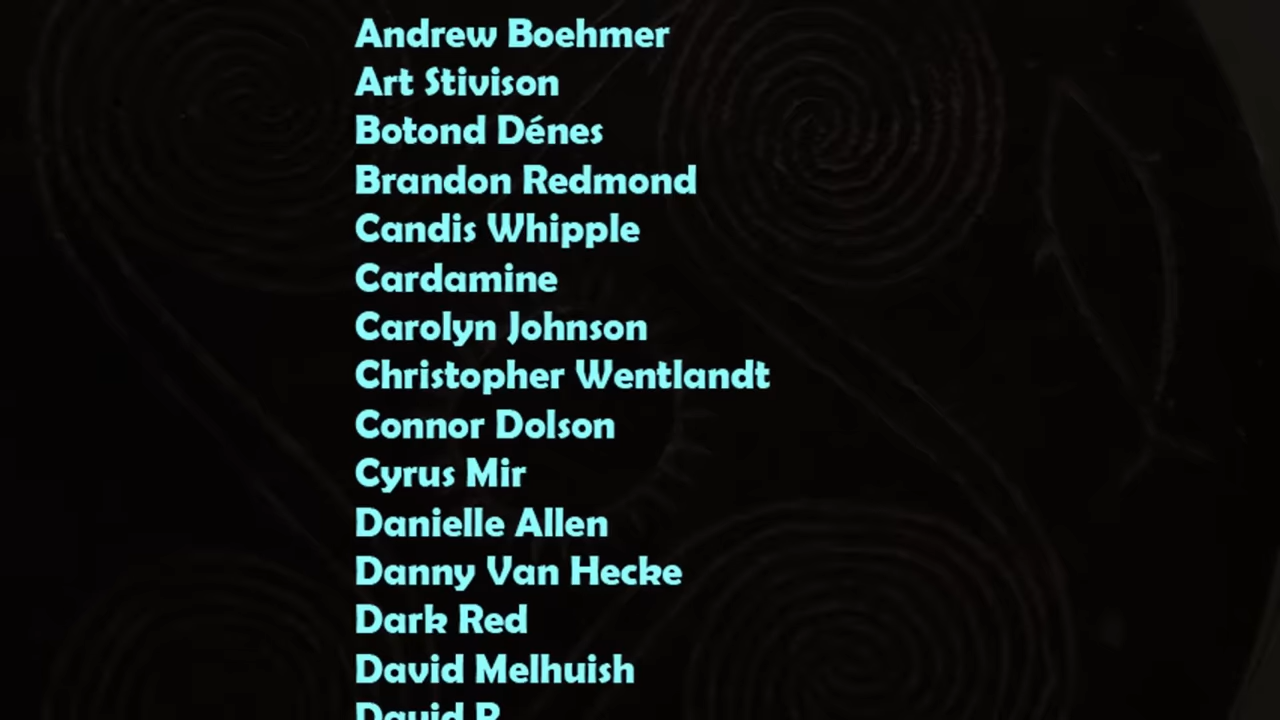 Andrew Boehmer
Art Stivison
Botond Dénes
Brandon Redmond
Candis Whipple
Cardamine
Carolyn Johnson
Christopher Wentlandt
Connor Dolson
Cyrus Mir
Danielle Allen
Danny Van Hecke
Dark Red
David Melhuish
David